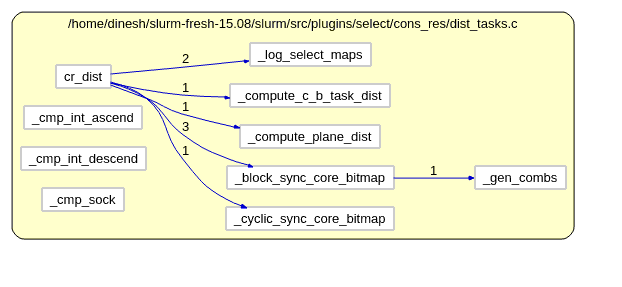 /home/dinesh/slurm-fresh-15.08/slurm/src/plugins/select/cons_res/dist_tasks.c
_log_select_maps
2
cr_dist
1
_compute_c_b_task_dist
1
_cmp_int_ascend
3
_compute_plane_dist
1
_cmp_int_descend
_block_sync_core_bitmap
1
_gen_combs
_cmp_sock
_cyclic_sync_core_bitmap